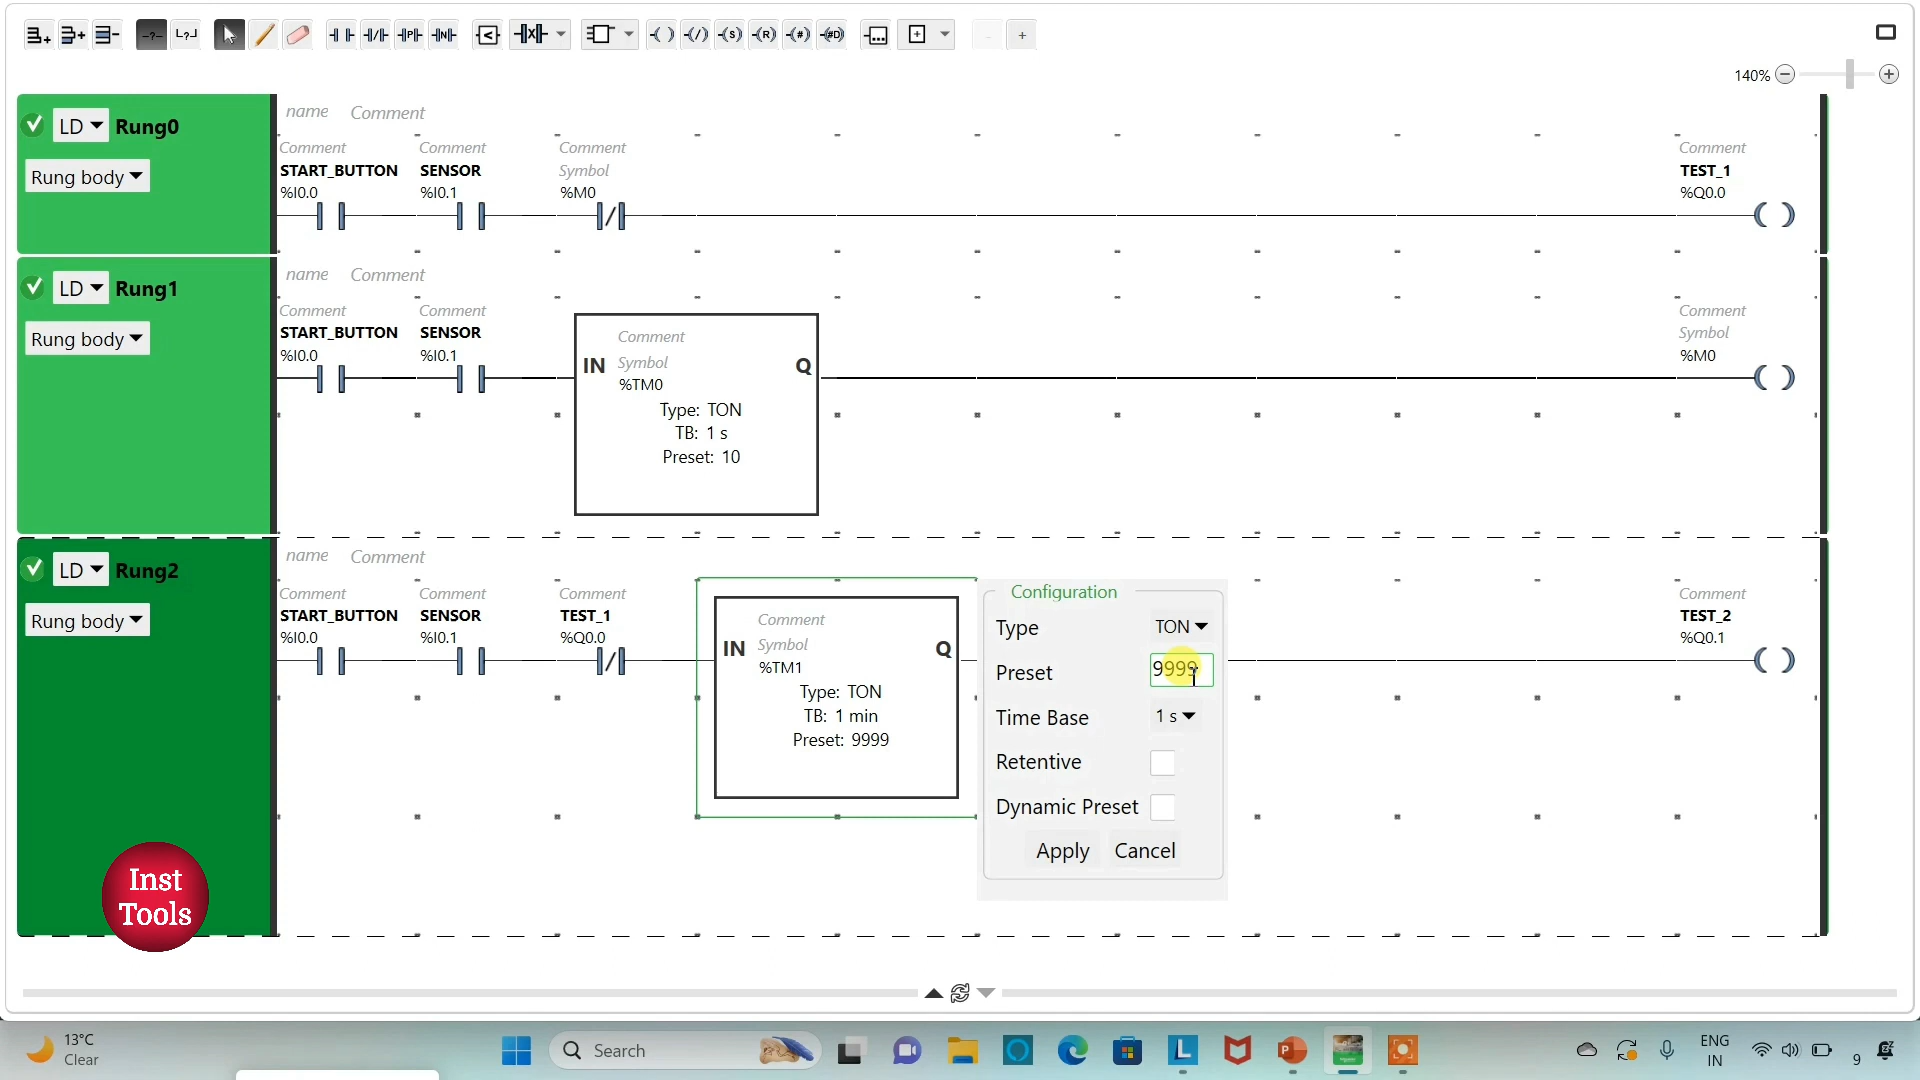 140%
LD Rung0
Rung body
name Comment
Comment Comment Comment Comment
START_BUTTON SENSOR Symbol TEST_1
%I0.0 %I0.1 %M0 %Q0.0
LD Rung1
Rung body
name Comment
Comment Comment Comment
START_BUTTON SENSOR Symbol
%I0.0 %I0.1 %M0
Comment
IN Symbol Q
%TM0
Type: TON
TB: 1 s
Preset: 10
LD Rung2
Rung body
name Comment
Comment Comment Comment Comment
START_BUTTON SENSOR TEST_1 TEST_2
%I0.0 %I0.1 %Q0.0 %Q0.1
Comment
IN Symbol Q
%TM1
Type: TON
TB: 1 min
Preset: 9999
Configuration
Type TON
Preset 9999
Time Base 1 s
Retentive
Dynamic Preset
Apply Cancel
Inst
Tools
13°C
Clear
Search
ENG
IN
9